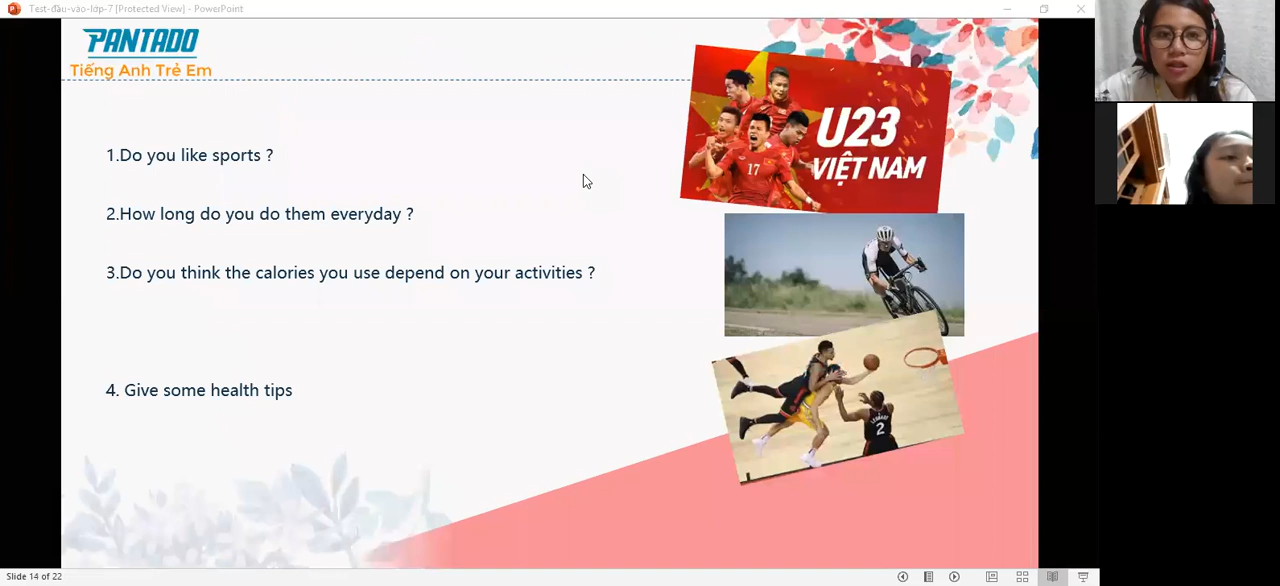 Test-đầu-vào-lớp-7 [Protected View] - PowerPoint
PANTADO
Tiếng Anh Trẻ Em
U23
VIỆT NAM
17
1.Do you like sports ?
2.How long do you do them everyday ?
3.Do you think the calories you use depend on your activities ?
2
4. Give some health tips
Slide 14 of 22